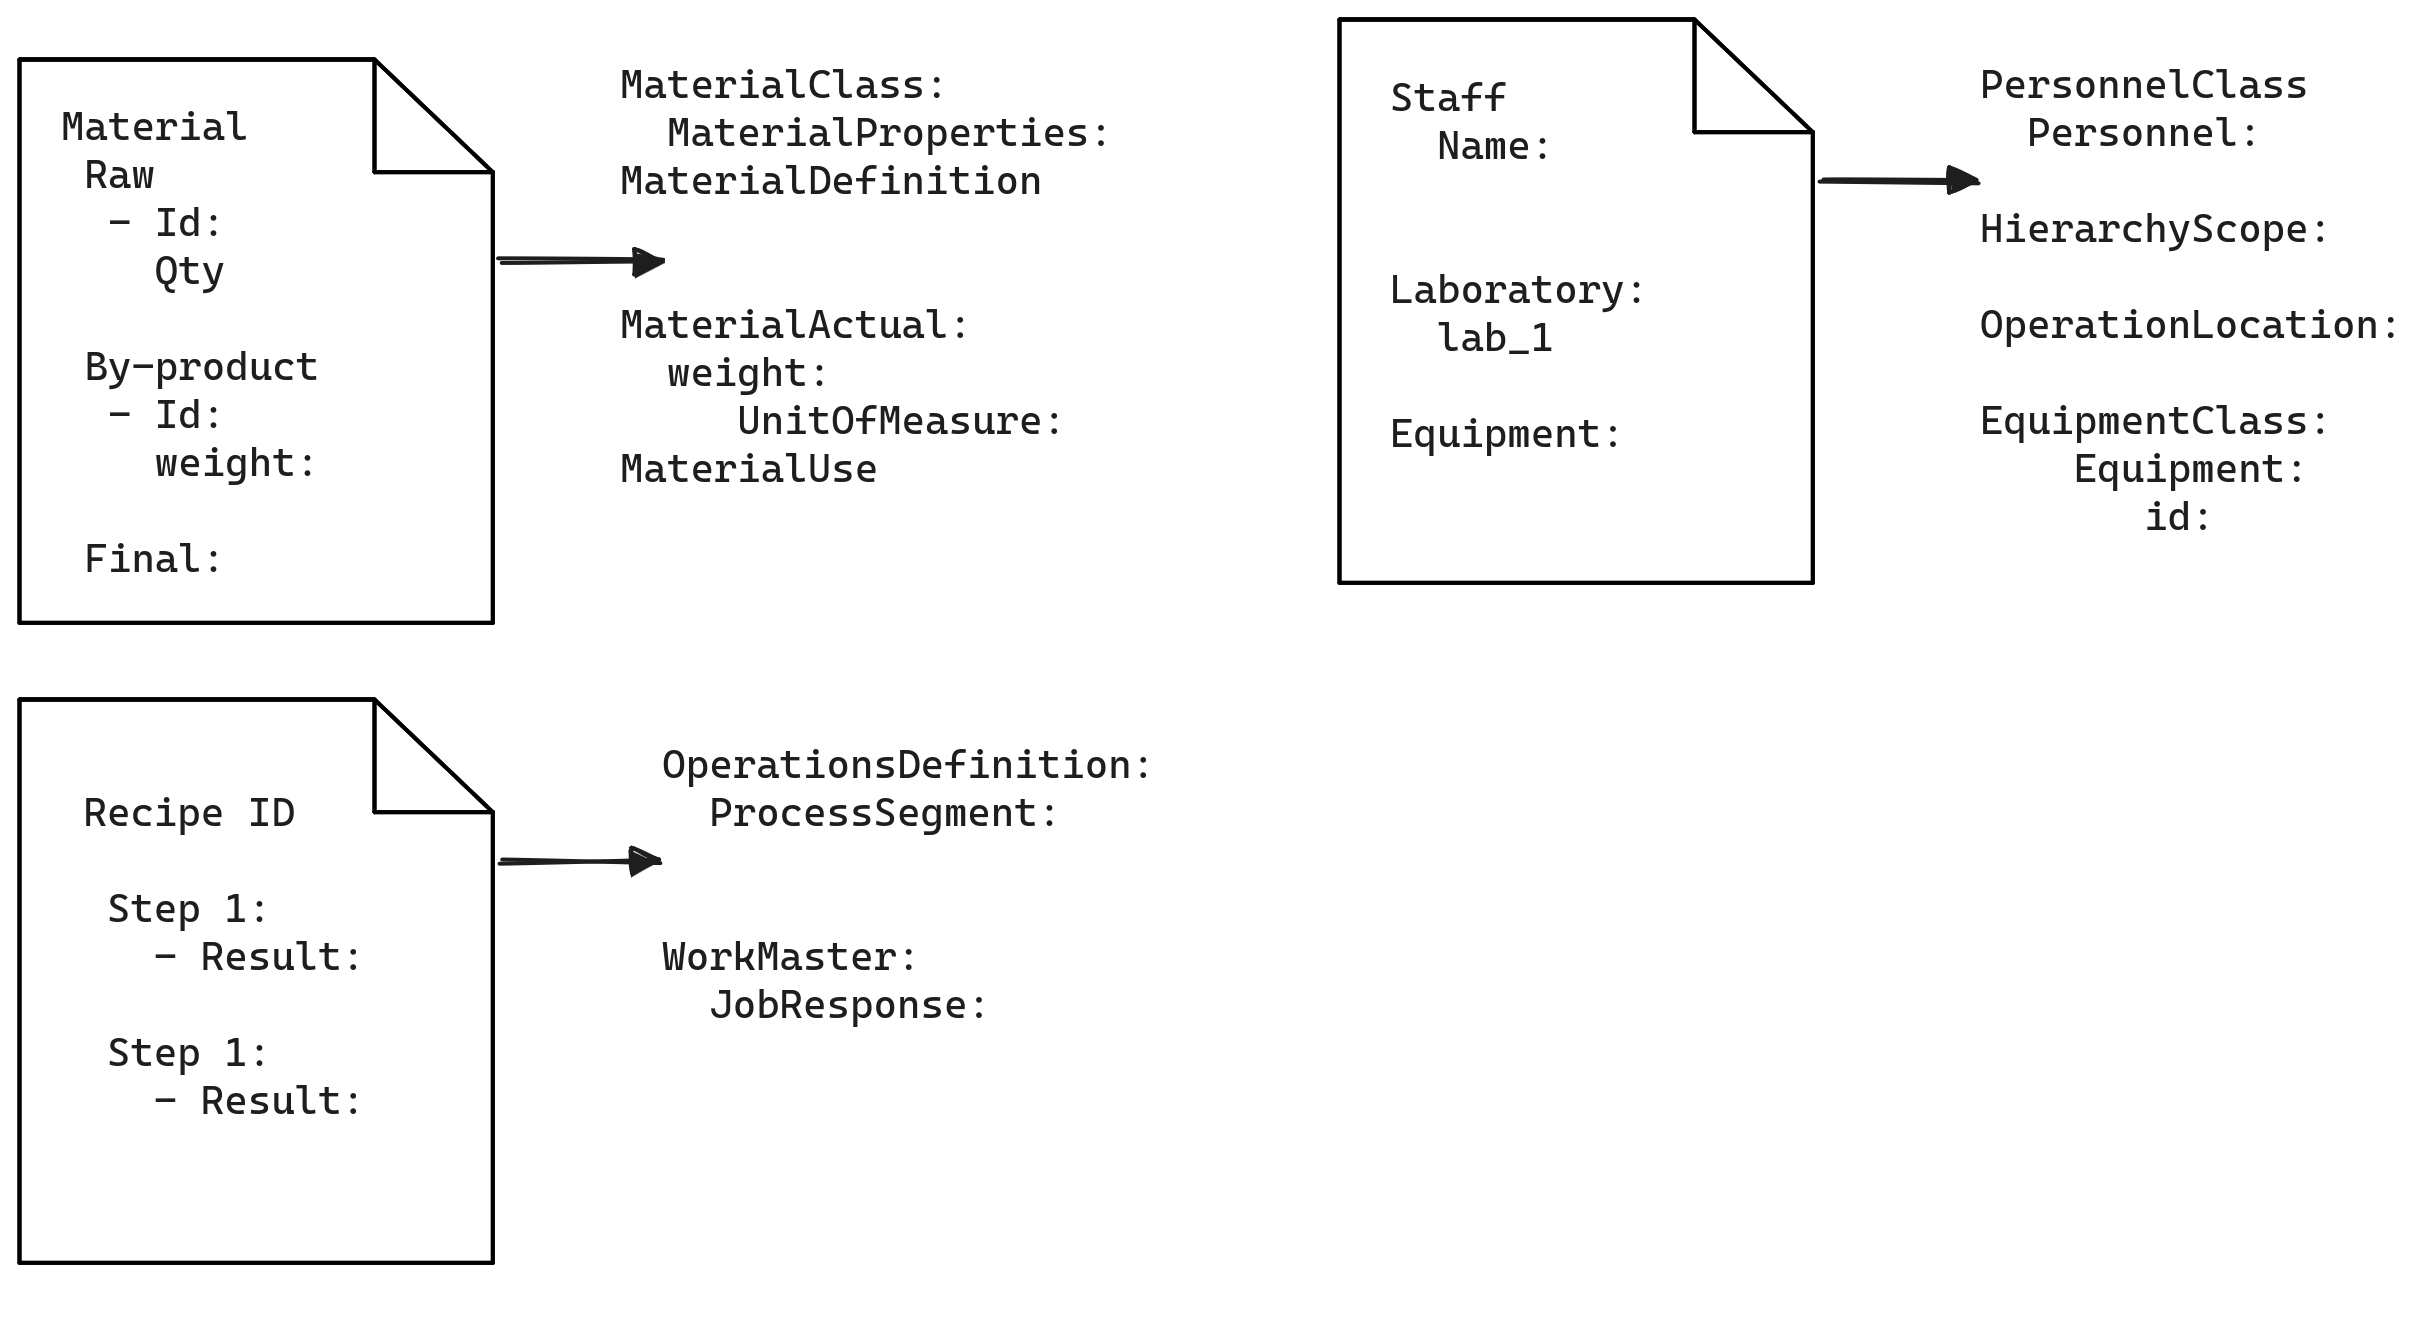 Material
Raw
- Id:
Qty
By-product
- Id:
weight:
Final:
MaterialClass:
MaterialProperties:
MaterialDefinition
MaterialActual:
weight:
UnitOfMeasure:
MaterialUse
Staff
Name:
Laboratory:
lab_1
Equipment:
PersonnelClass
Personnel:
HierarchyScope:
OperationLocation:
EquipmentClass:
Equipment:
id:
Recipe ID
Step 1:
- Result:
Step 1:
- Result:
OperationsDefinition:
ProcessSegment:
WorkMaster:
JobResponse: